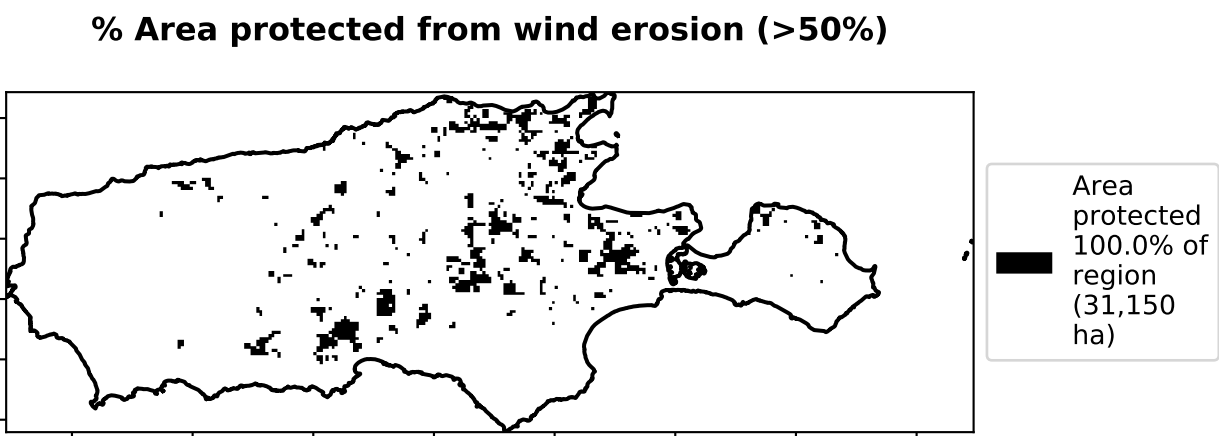 % Area protected from wind erosion (>50%)
Area
protected
100.0% of
region
(31,150
ha)